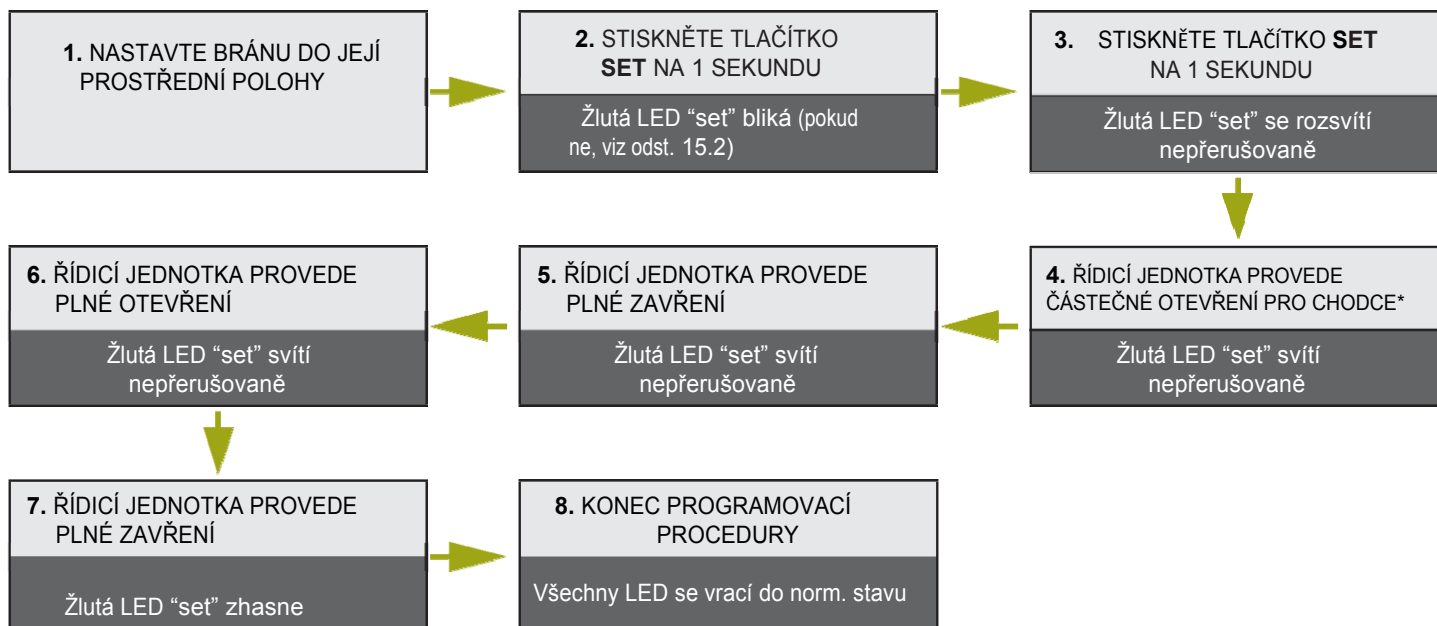 1. NASTAVTE BRÁNU DO JEJÍ
PROSTŘEDNÍ POLOHY
2. STISKNĚTE TLAČÍTKO
SET NA 1 SEKUNDU
Žlutá LED “set” bliká (pokud
ne, viz odst. 15.2)
3. STISKNĚTE TLAČÍTKO SET
NA 1 SEKUNDU
Žlutá LED “set” se rozsvítí
nepřerušovaně
4. ŘÍDICÍ JEDNOTKA PROVEDE
ČÁSTEČNÉ OTEVŘENÍ PRO CHODCE*
Žlutá LED “set” svítí
nepřerušovaně
5. ŘÍDICÍ JEDNOTKA PROVEDE
PLNÉ ZAVŘENÍ
Žlutá LED “set” svítí
nepřerušovaně
6. ŘÍDICÍ JEDNOTKA PROVEDE
PLNÉ OTEVŘENÍ
Žlutá LED “set” svítí
nepřerušovaně
7. ŘÍDICÍ JEDNOTKA PROVEDE
PLNÉ ZAVŘENÍ
Žlutá LED “set” zhasne
8. KONEC PROGRAMOVACÍ
PROCEDURY
Všechny LED se vrací do norm. stavu